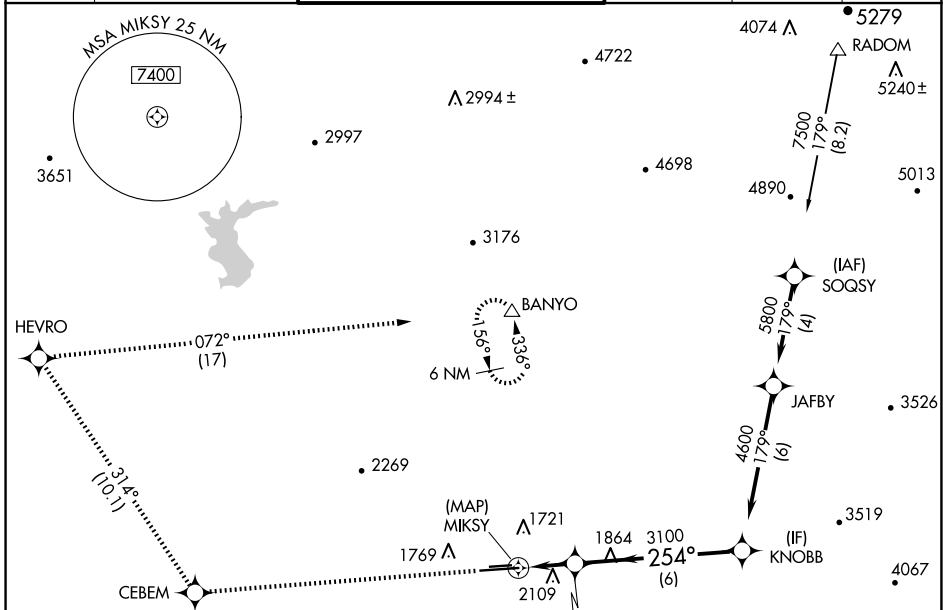 MSA MIKSY 25 NM
7400
4722
4074
5279
RADOM
5240±
2994 ±
2997
3651
7500
179°
(8.2)
4698
4890
5013
3176
(IAF)
SOQSY
BANYO
5800
179°
(4)
HEVRO
072°
(17)
156°
336°
6 NM
JAFBY
3526
4600
179°
(6)
314°
(10.1)
2269
(MAP)
MIKSY
1721
3519
1769
1864
3100
254°
(6)
(IF)
KNOBB
2109
4067
CEBEM
N